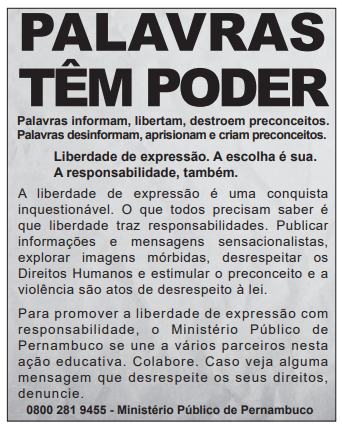 PALAVRAS
TÊM PODER
Palavras informam, libertam, destroem preconceitos.
Palavras desinformam, aprisionam e criam preconceitos.
Liberdade de expressão. A escolha é sua.
A responsabilidade, também.
A liberdade de expressão é uma conquista
inquestionável. O que todos precisam saber é
que liberdade traz responsabilidades. Publicar
informações e mensagens sensacionalistas,
explorar imagens mórbidas, desrespeitar os
Direitos Humanos e estimular o preconceito e a
violência são atos de desrespeito à lei.
Para promover a liberdade de expressão com
responsabilidade, o Ministério Público de
Pernambuco se une a vários parceiros nesta
ação educativa. Colabore. Caso veja alguma
mensagem que desrespeite os seus direitos,
denuncie.
0800 281 9455 - Ministério Público de Pernambuco